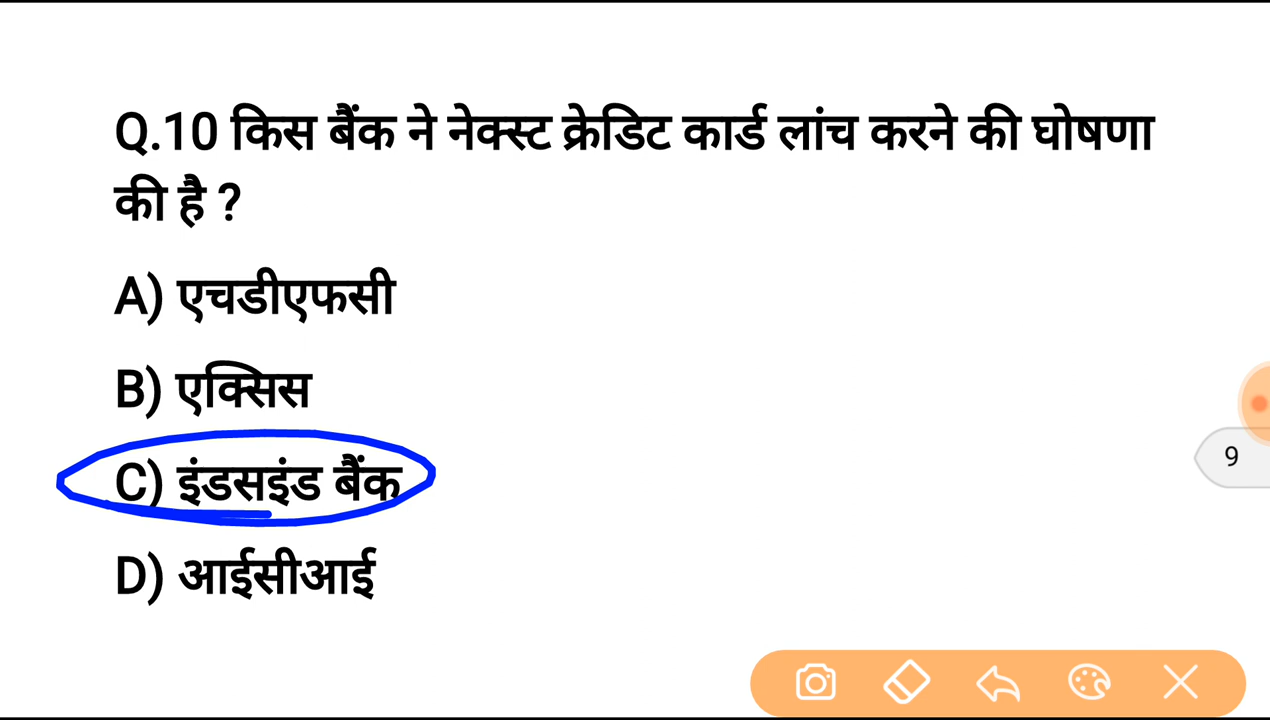 Q.10 किस बैंक ने नेक्स्ट क्रेडिट कार्ड लांच करने की घोषणा
की है ?
A) एचडीएफसी
B) एक्सिस
C) इंडसइंड बैंक
D) आईसीआई
9